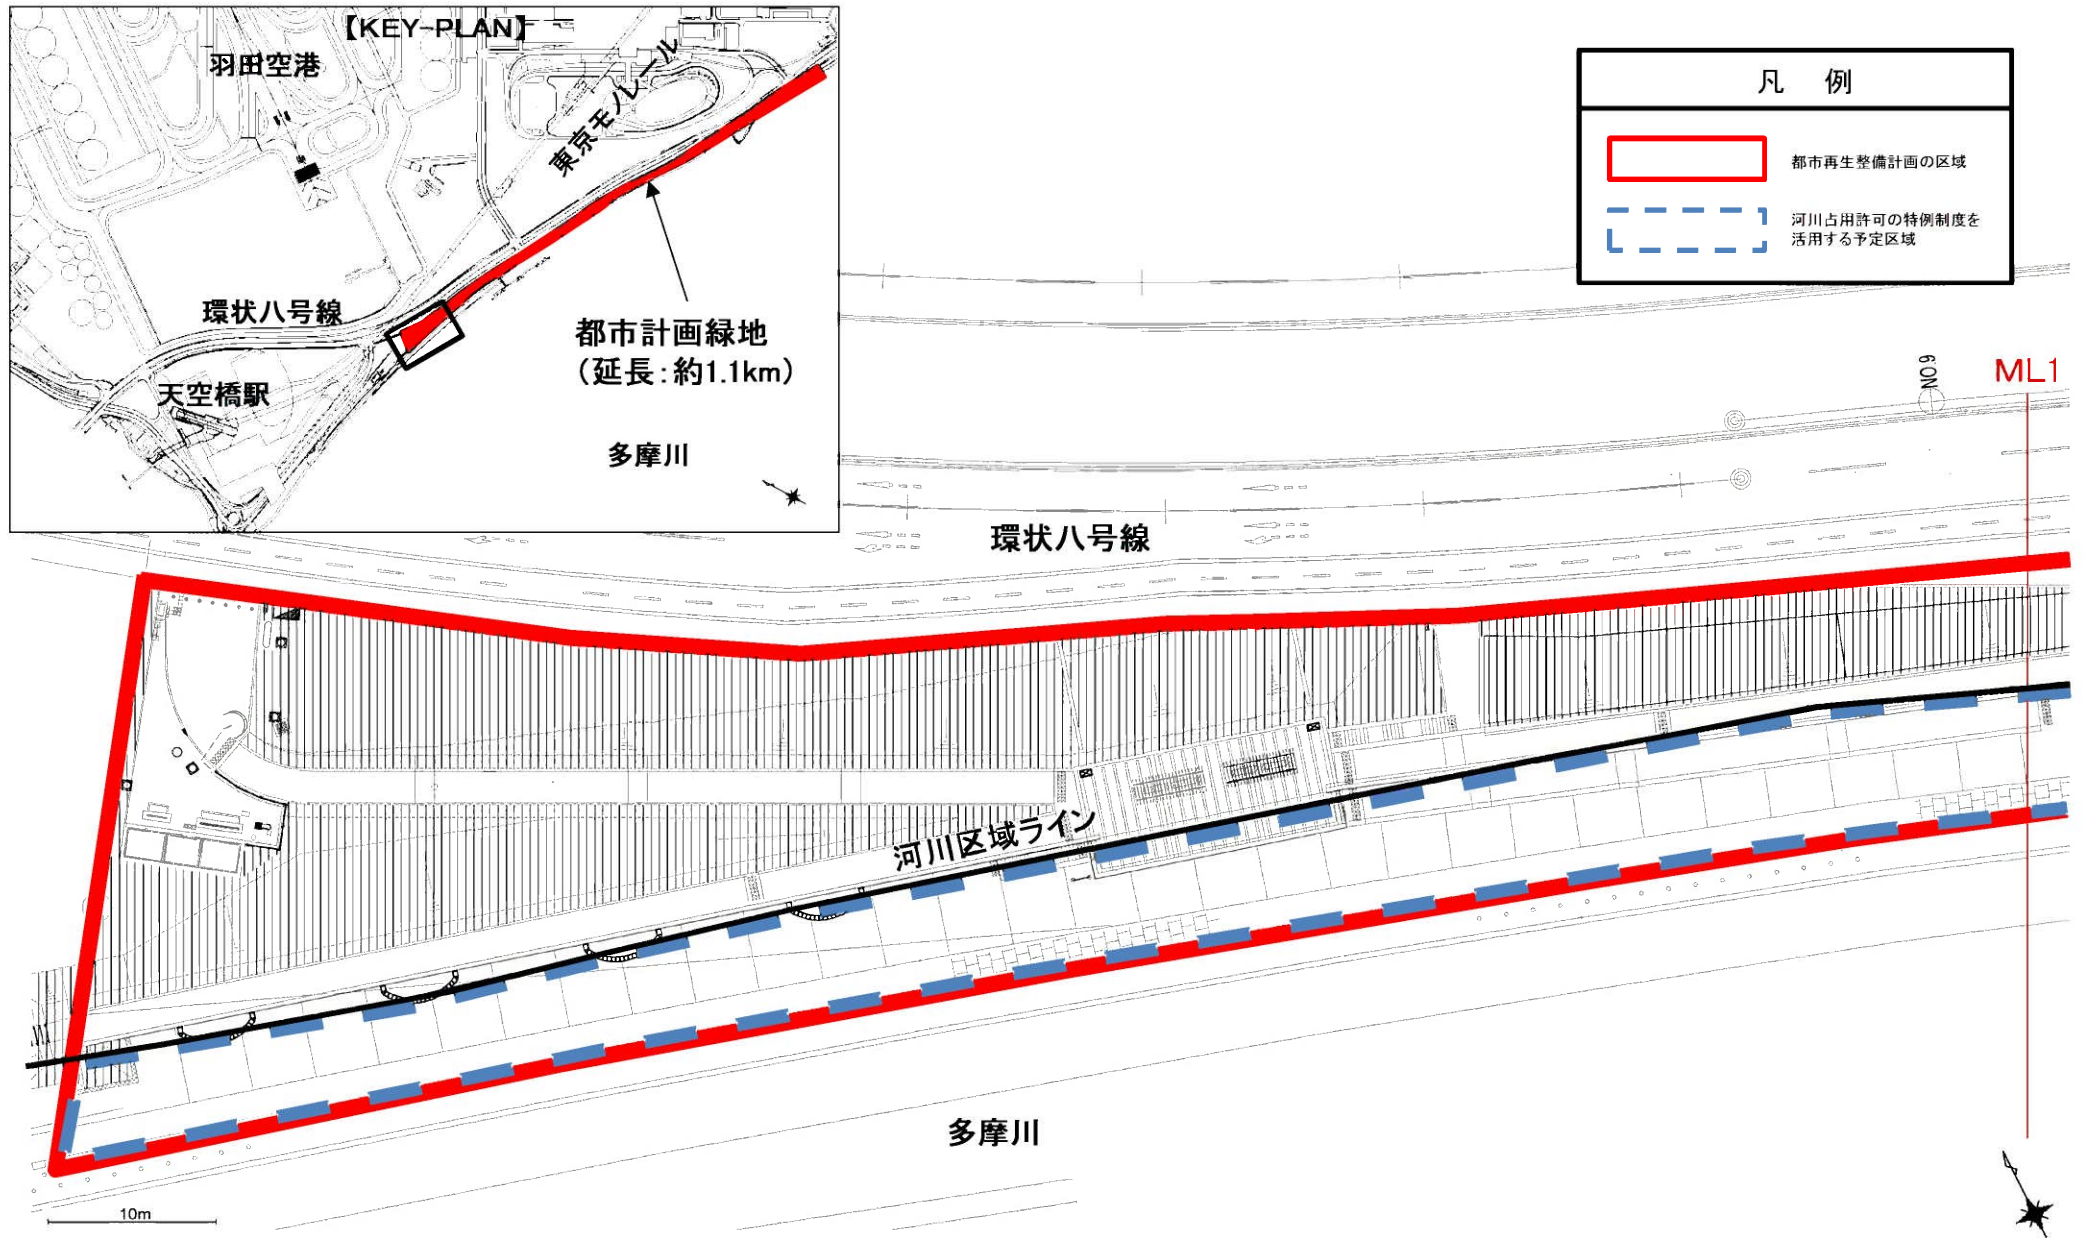 【KEY-PLAN】
羽田空港
東京モノレール
環状八号線
都市計画緑地
(延長:約1.1km)
天空橋駅
多摩川
凡 例
都市再生整備計画の区域
河川占用許可の特例制度を
活用する予定区域
NO9
ML1
環状八号線
河川区域ライン
多摩川
10m